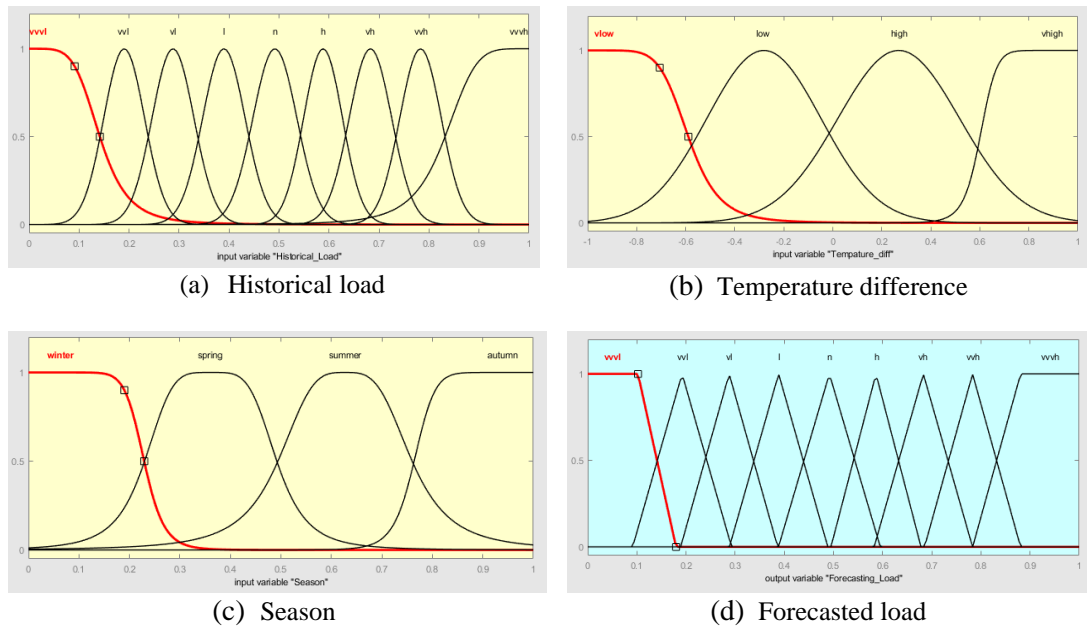 vvvl vvl vl l n h vh vvh vvvh
1
0.5
0
0 0.1 0.2 0.3 0.4 0.5 0.6 0.7 0.8 0.9 1
input variable "Historical_Load"
(a) Historical load
vlow low high vhigh
1
0.5
0
-1 -0.8 -0.6 -0.4 -0.2 0 0.2 0.4 0.6 0.8 1
input variable "Tempature_diff"
(b) Temperature difference
winter spring summer autumn
1
0.5
0
0 0.1 0.2 0.3 0.4 0.5 0.6 0.7 0.8 0.9 1
input variable "Season"
(c) Season
vvvl vvl vl l n h vh vvh vvvh
1
0.5
0
0 0.1 0.2 0.3 0.4 0.5 0.6 0.7 0.8 0.9 1
output variable "Forecasting_Load"
(d) Forecasted load